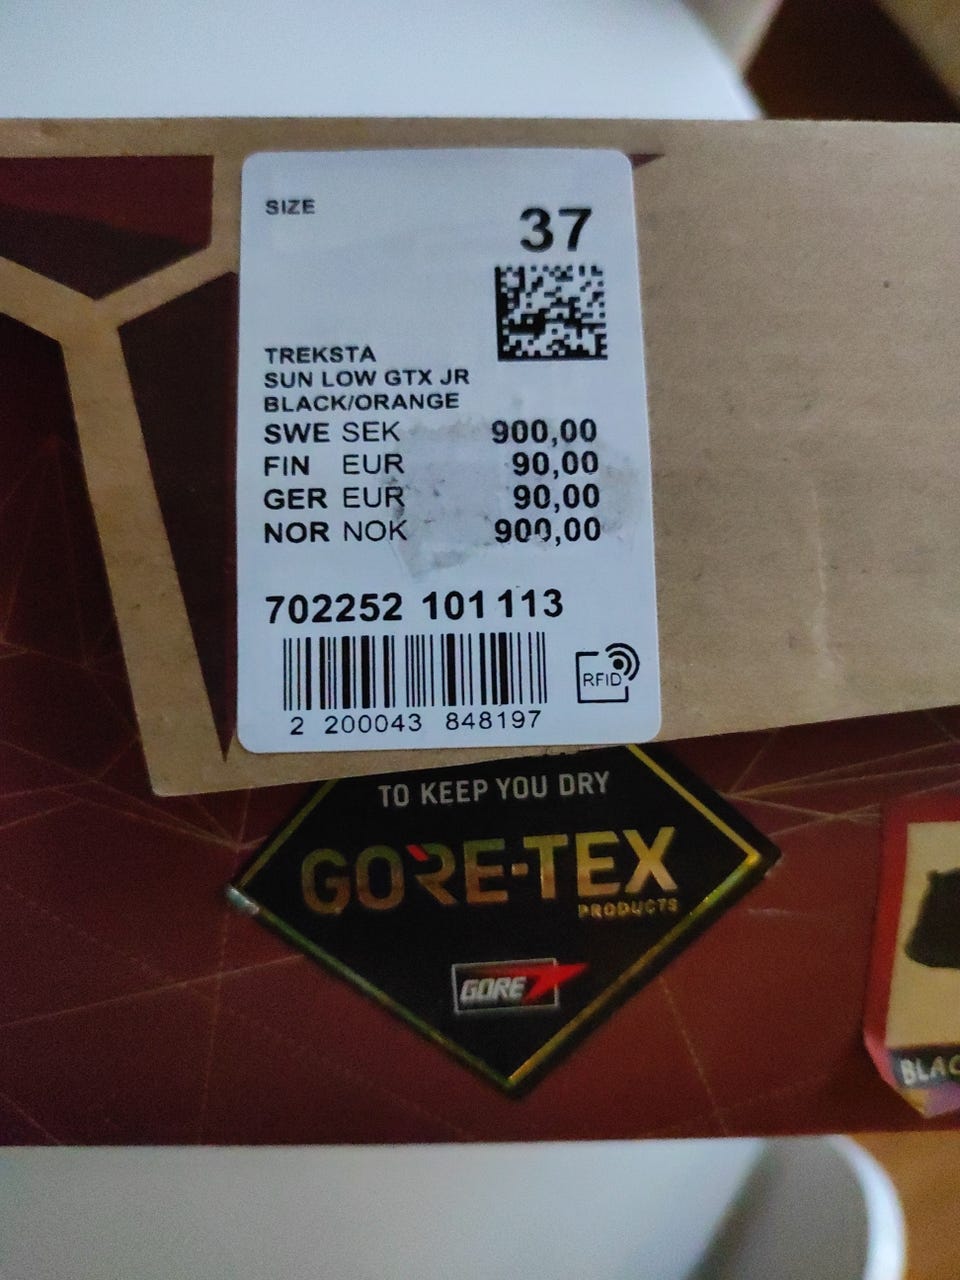 SIZE
37
TREKSTA
SUN LOW GTX JR
BLACK/ORANGE
SWE SEK 900,00
FIN EUR 90,00
GER EUR 90,00
NOR NOK 900,00
702252 101 113
RFID
2 200043 848197
TO KEEP YOU DRY
GORE-TEX
PRODUCTS
GORE
BLAC